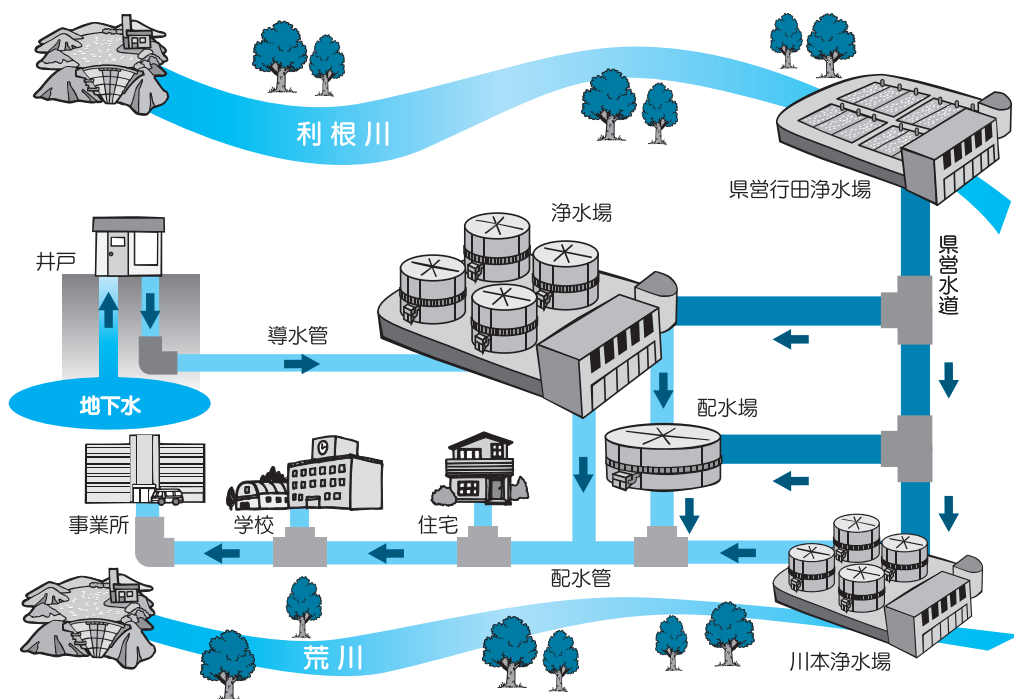 利根川
県営行田浄水場
浄水場
井戸
県営水道
導水管
地下水
配水場
事業所
学校
住宅
配水管
荒川
川本浄水場